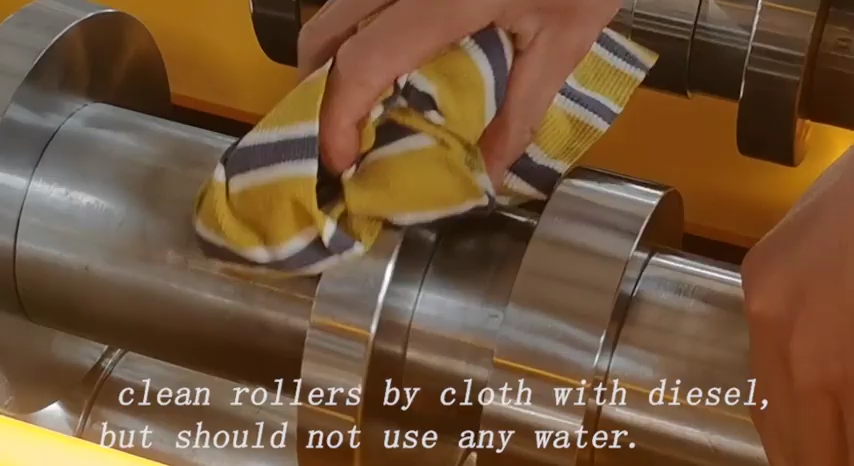 clean rollers by cloth with diesel,
but should not use any water.